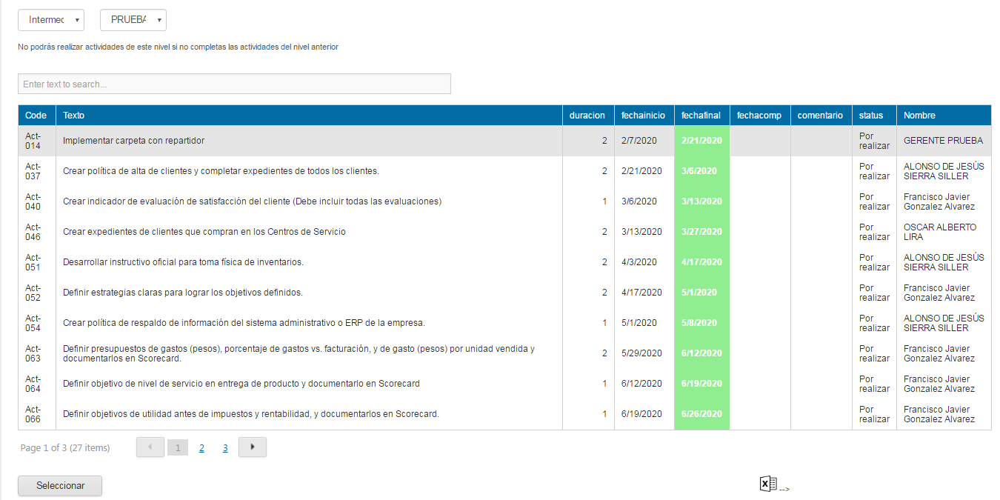 Intermec PRUEBA
No podrás realizar actividades de este nivel si no completas las actividades del nivel anterior
Enter text to search...
Code Texto duracion fechainicio fechafinal fechacomp comentario status Nombre
Act-014 Implementar carpeta con repartidor 2 2/7/2020 2/21/2020 Por realizar GERENTE PRUEBA
Act-037 Crear política de alta de clientes y completar expedientes de todos los clientes. 2 2/21/2020 3/6/2020 Por realizar ALONSO DE JESÚS SIERRA SILLER
Act-040 Crear indicador de evaluación de satisfacción del cliente (Debe incluir todas las evaluaciones) 1 3/6/2020 3/13/2020 Por realizar Francisco Javier Gonzalez Alvarez
Act-046 Crear expedientes de clientes que compran en los Centros de Servicio 2 3/13/2020 3/27/2020 Por realizar OSCAR ALBERTO LIRA
Act-051 Desarrollar instructivo oficial para toma física de inventarios. 2 4/3/2020 4/17/2020 Por realizar ALONSO DE JESÚS SIERRA SILLER
Act-052 Definir estrategias claras para lograr los objetivos definidos. 2 4/17/2020 5/1/2020 Por realizar Francisco Javier Gonzalez Alvarez
Act-054 Crear política de respaldo de información del sistema administrativo o ERP de la empresa. 1 5/1/2020 5/8/2020 Por realizar ALONSO DE JESÚS SIERRA SILLER
Act-063 Definir presupuestos de gastos (pesos), porcentaje de gastos vs. facturación, y de gasto (pesos) por unidad vendida y documentarlos en Scorecard. 2 5/29/2020 6/12/2020 Por realizar Francisco Javier Gonzalez Alvarez
Act-064 Definir objetivo de nivel de servicio en entrega de producto y documentarlo en Scorecard 1 6/12/2020 6/19/2020 Por realizar Francisco Javier Gonzalez Alvarez
Act-066 Definir objetivos de utilidad antes de impuestos y rentabilidad, y documentarlos en Scorecard. 1 6/19/2020 6/26/2020 Por realizar Francisco Javier Gonzalez Alvarez
Page 1 of 3 (27 items) 1 2 3
Seleccionar -->